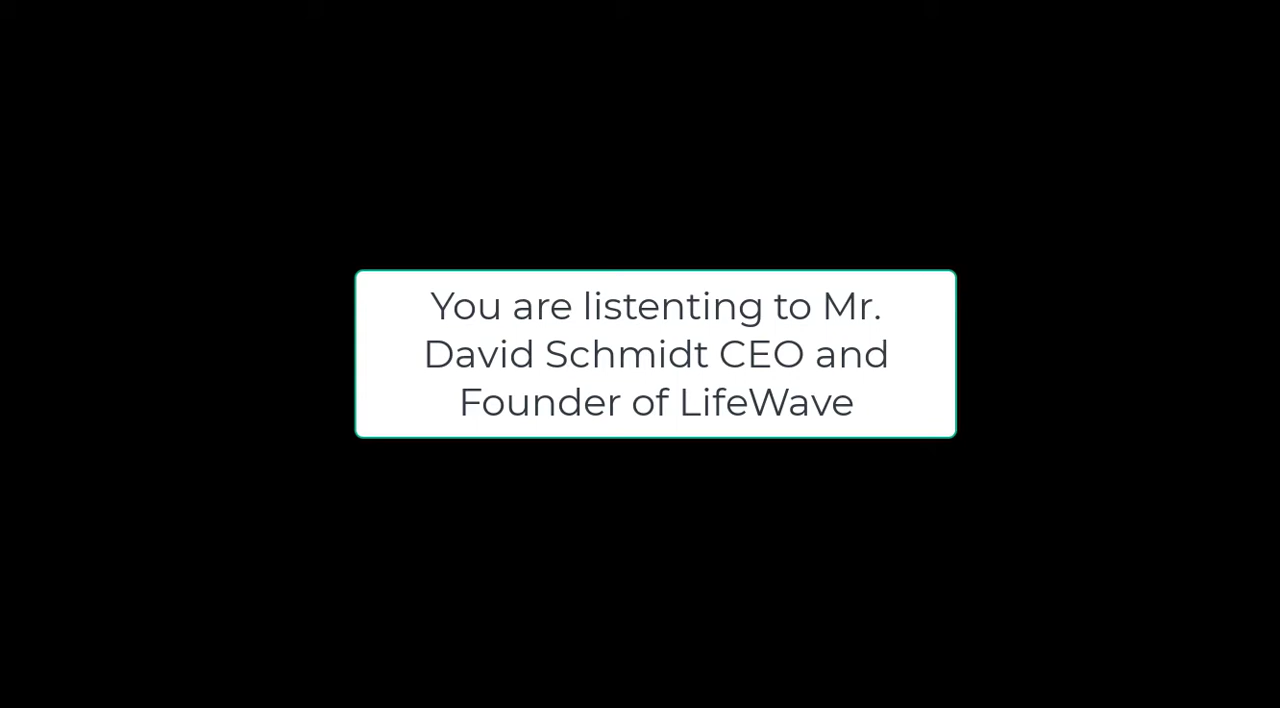 You are listenting to Mr.
David Schmidt CEO and
Founder of LifeWave